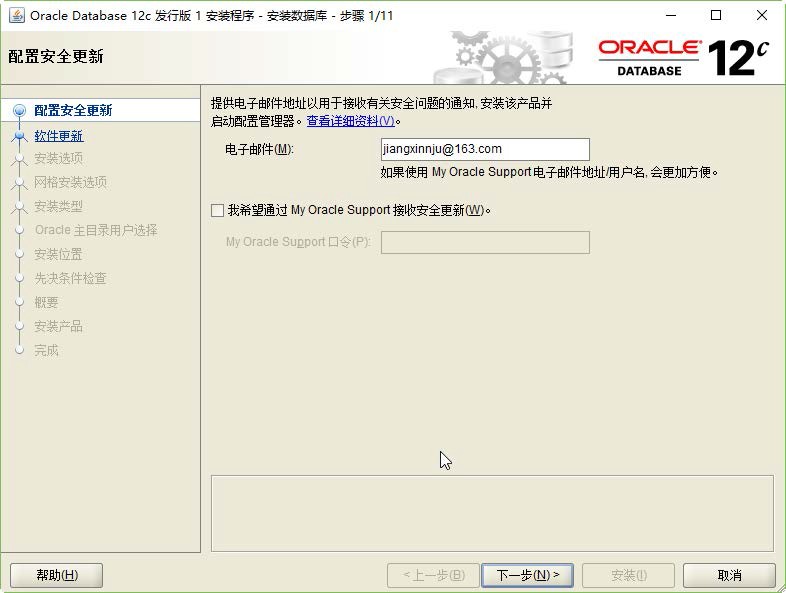 Oracle Database 12c 发行版 1 安装程序 - 安装数据库 - 步骤 1/11
配置安全更新
ORACLE
DATABASE
12c
配置安全更新
软件更新
安装选项
网格安装选项
安装类型
Oracle 主目录用户选择
安装位置
先决条件检查
概要
安装产品
完成
提供电子邮件地址以用于接收有关安全问题的通知, 安装该产品并
启动配置管理器。查看详细资料(V)。
电子邮件(M):
jiangxinnju@163.com
如果使用 My Oracle Support 电子邮件地址/用户名, 会更加方便。
我希望通过 My Oracle Support 接收安全更新(W)。
My Oracle Support 口令(P):
帮助(H)
< 上一步(B)
下一步(N) >
安装(I)
取消